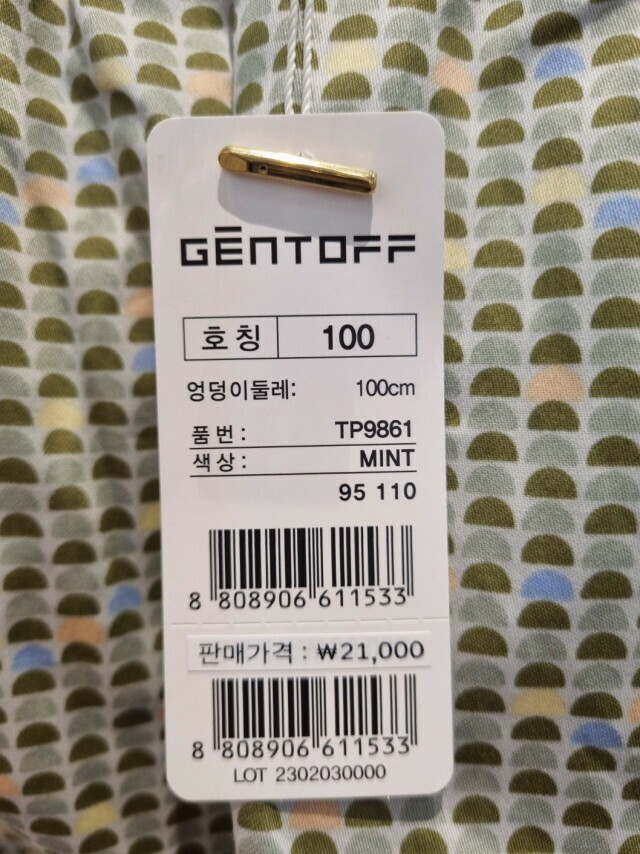 GĒNTOFF
호칭 100
엉덩이둘레: 100cm
품번: TP9861
색상: MINT
95 110
8 808906 611533
판매가격 : ₩21,000
8 808906 611533
LOT 2302030000